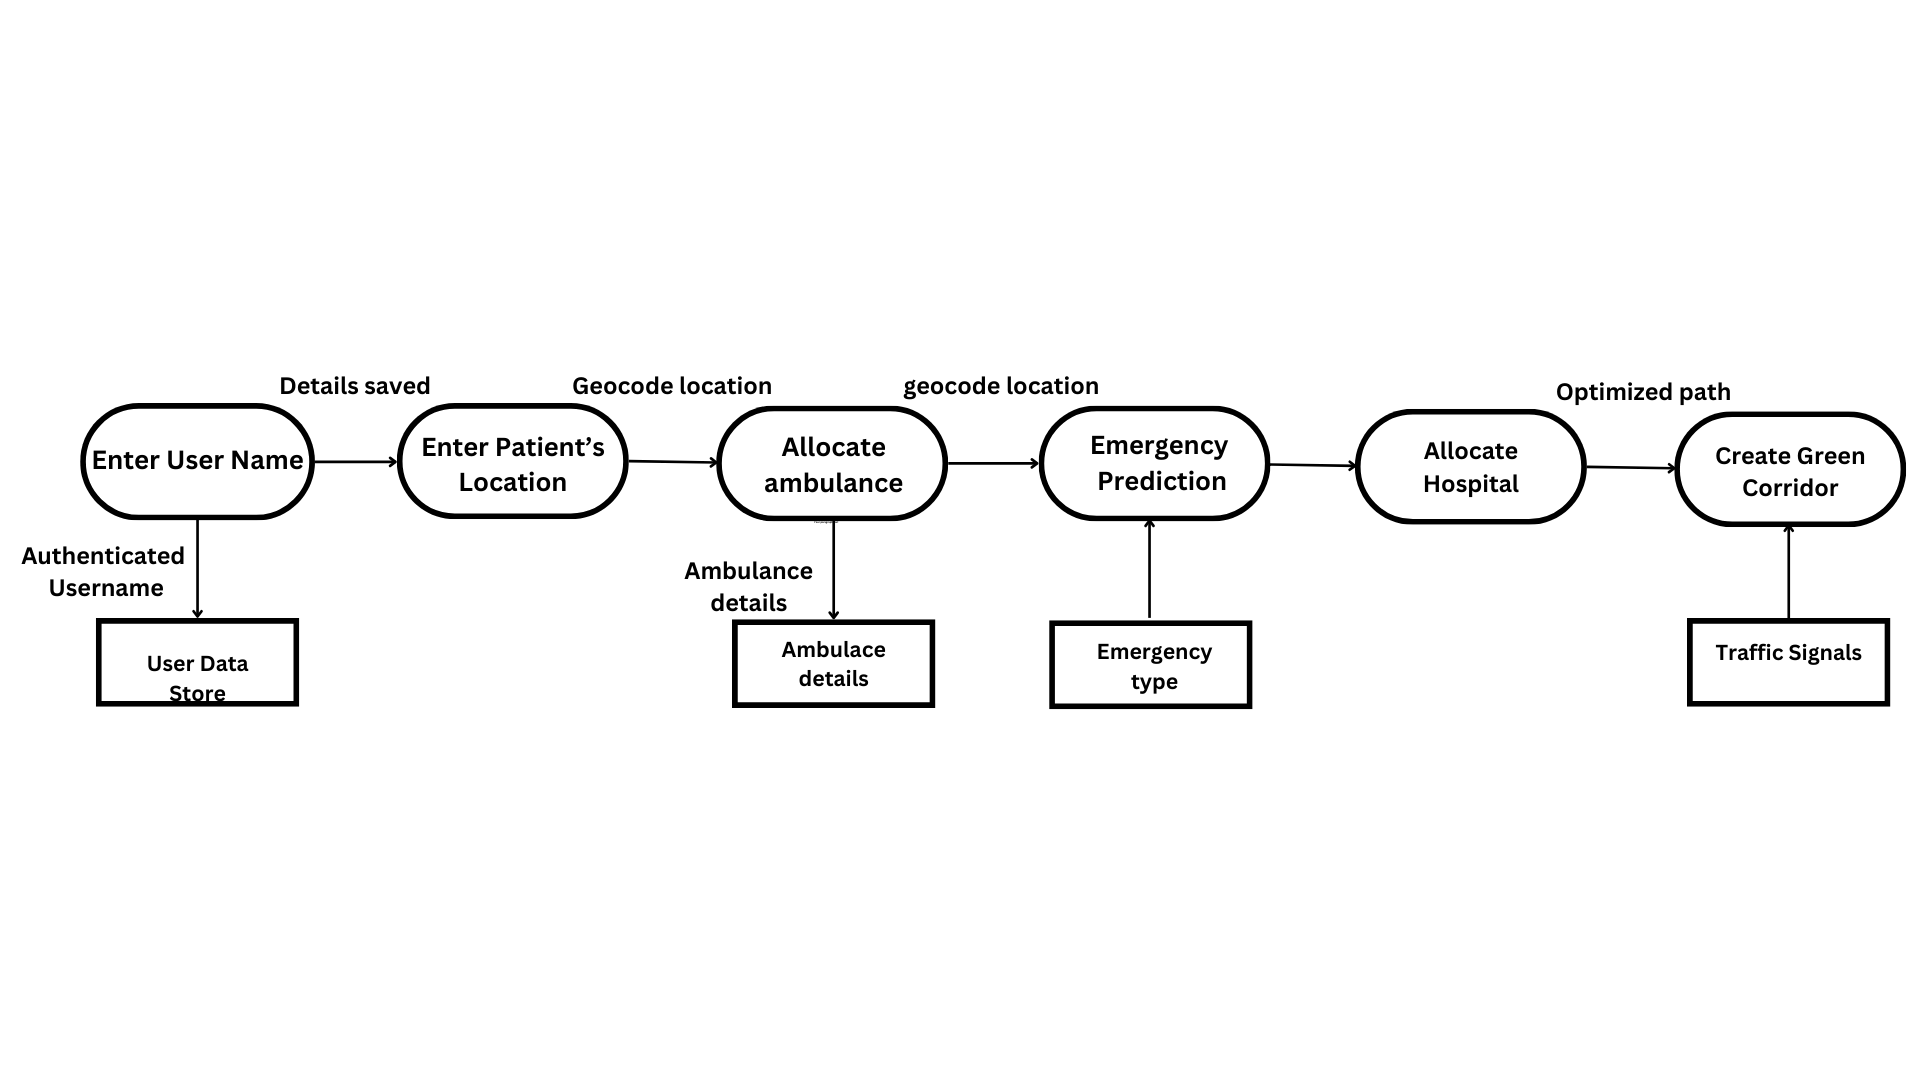 Details saved
Geocode location
geocode location
Optimized path
Enter User Name
Enter Patient’s
Location
Allocate
ambulance
Emergency
Prediction
Allocate
Hospital
Create Green
Corridor
Authenticated
Username
Ambulance
details
User Data
Store
Ambulace
details
Emergency
type
Traffic Signals